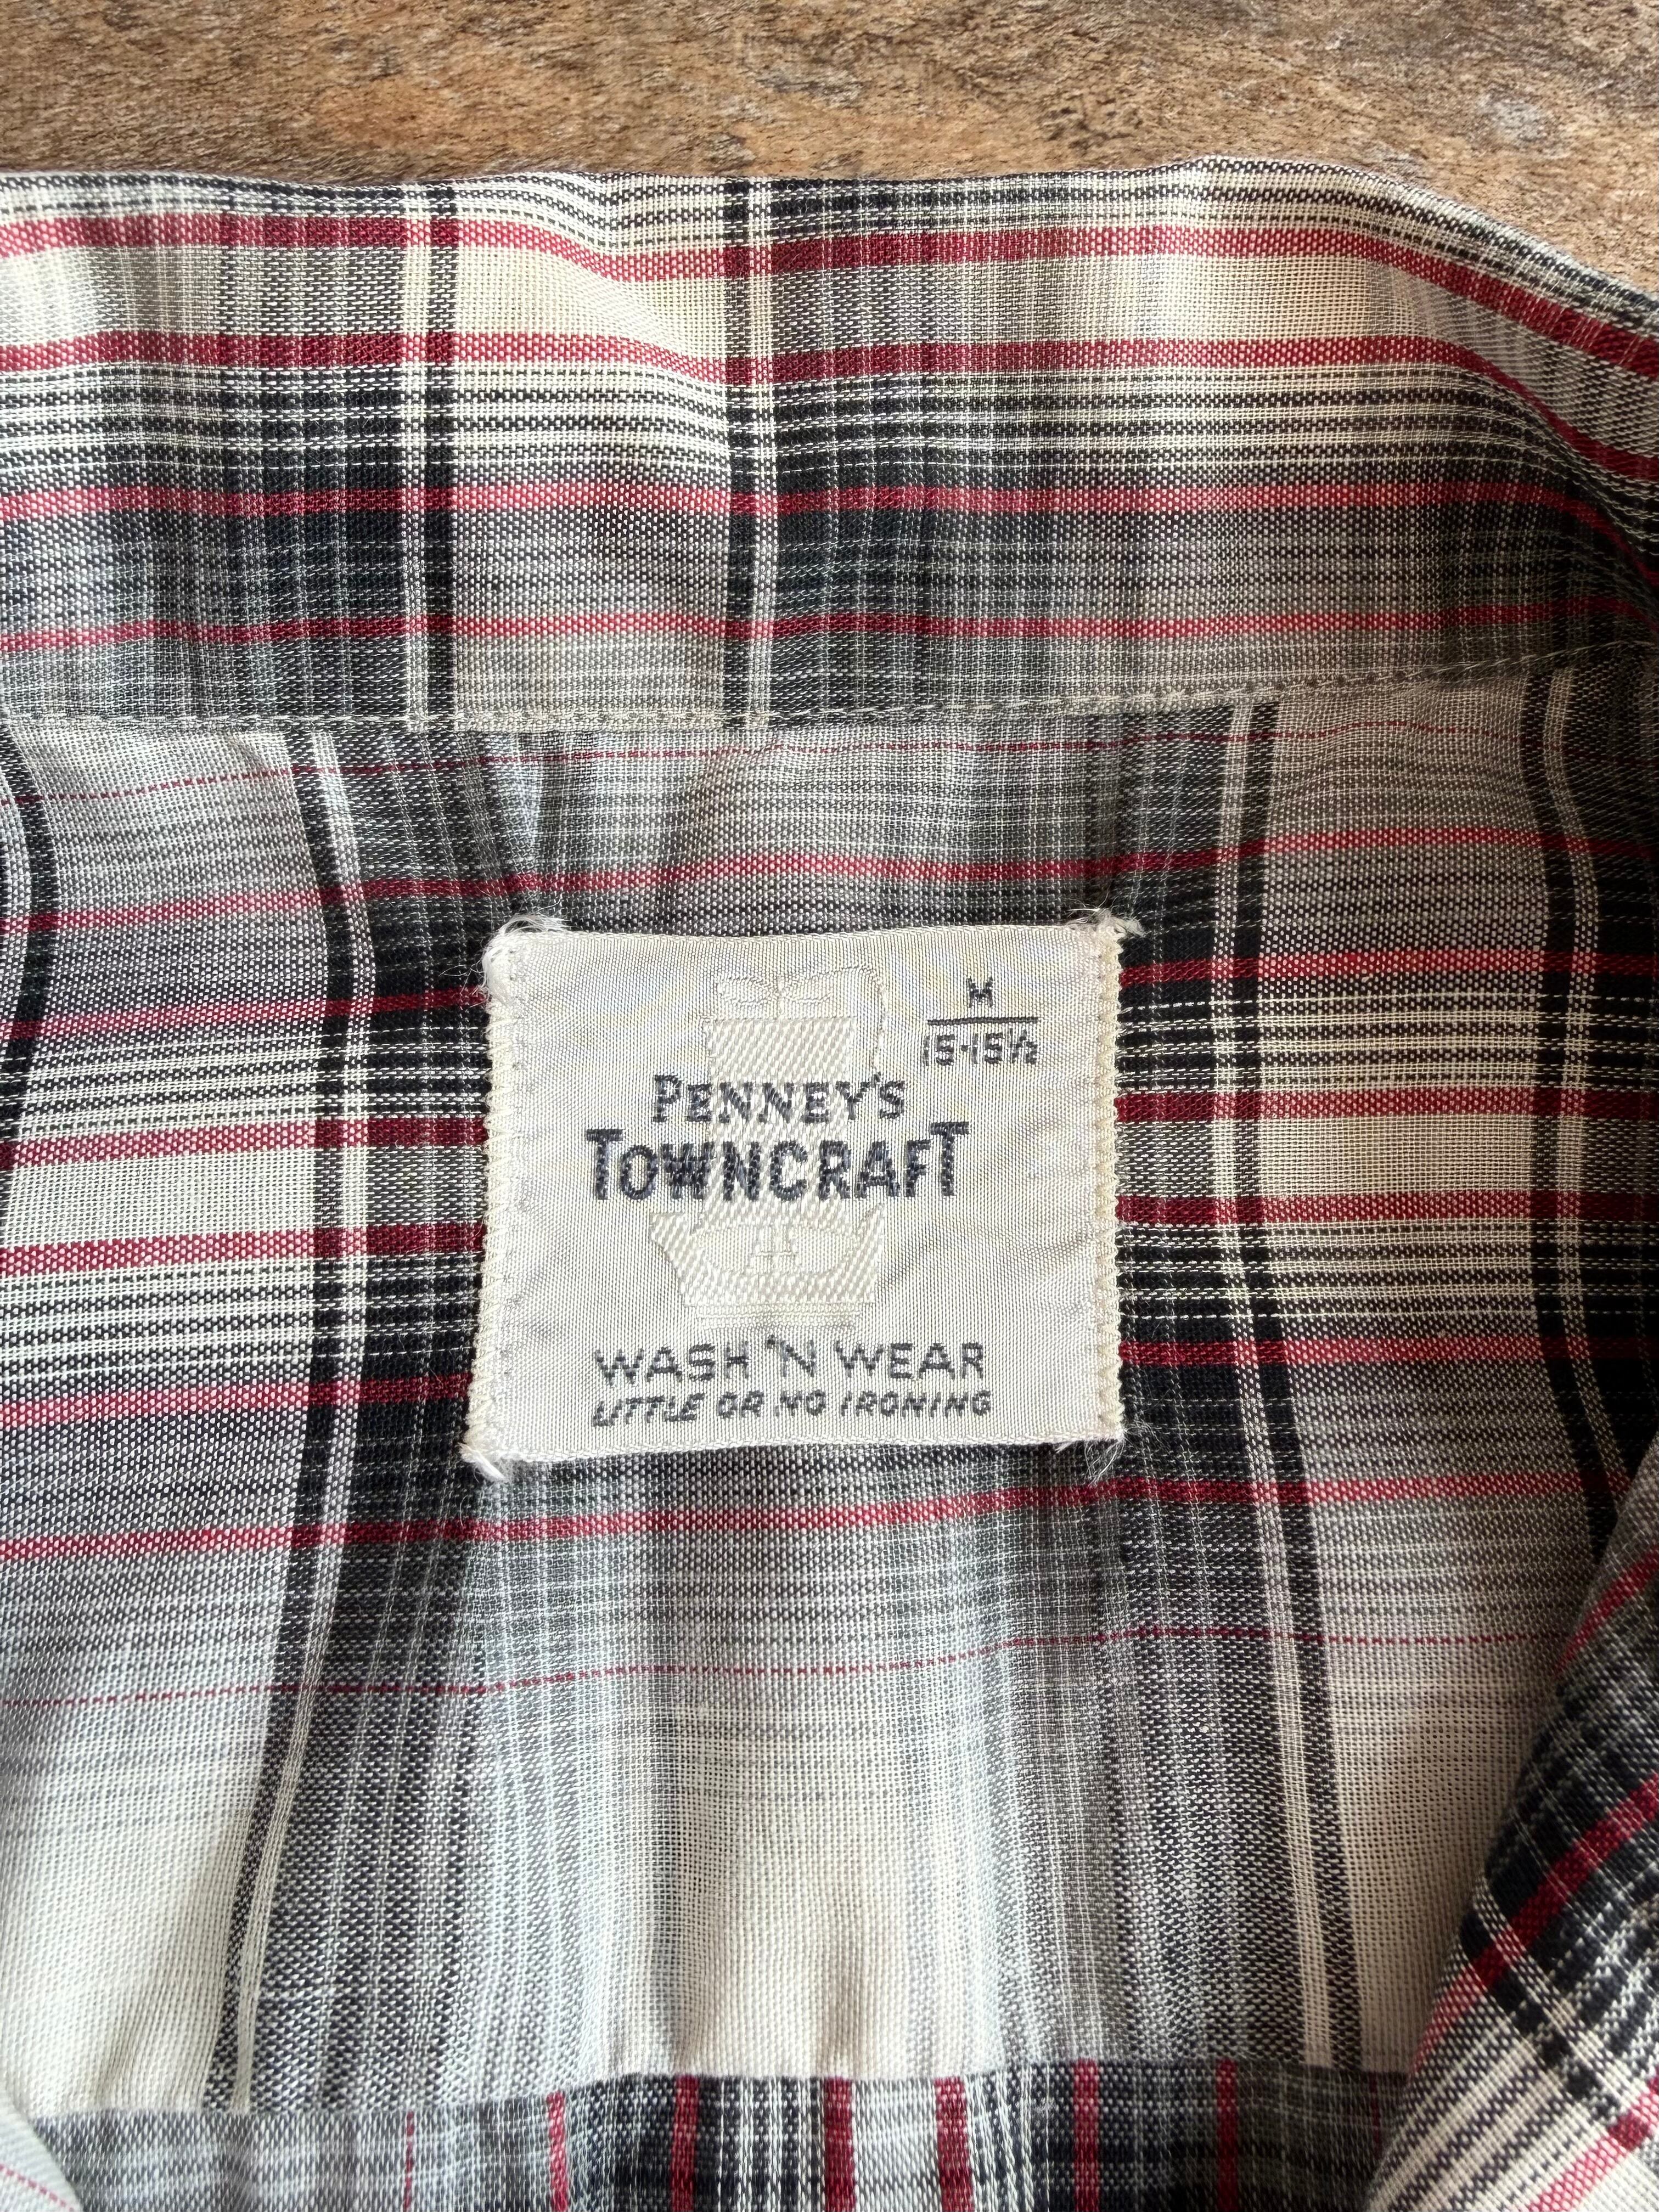 M
15-15½
PENNEY'S
TOWNCRAFT
WASH 'N WEAR
LITTLE OR NO IRONING